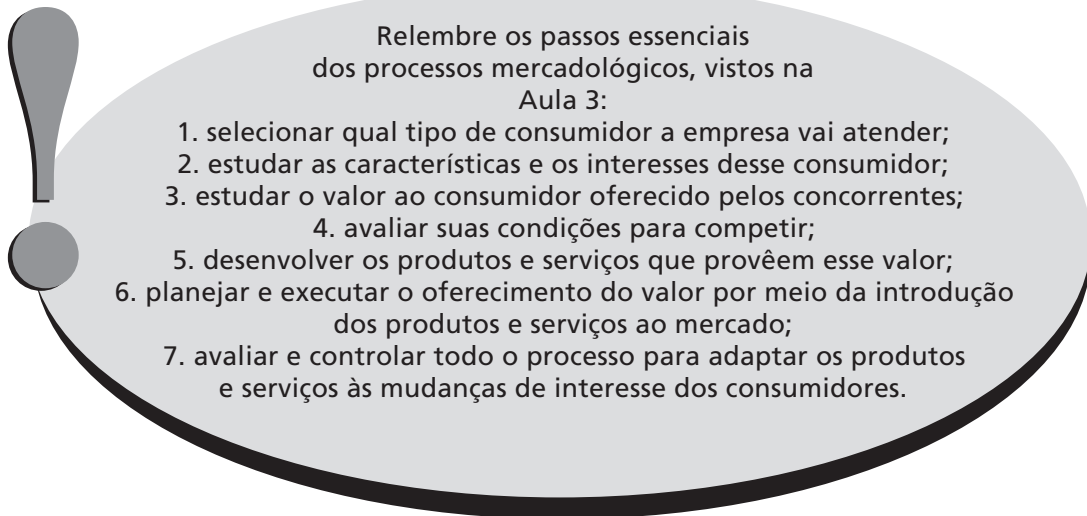 Relembre os passos essenciais
dos processos mercadológicos, vistos na
Aula 3:
1. selecionar qual tipo de consumidor a empresa vai atender;
2. estudar as características e os interesses desse consumidor;
3. estudar o valor ao consumidor oferecido pelos concorrentes;
4. avaliar suas condições para competir;
5. desenvolver os produtos e serviços que provêem esse valor;
6. planejar e executar o oferecimento do valor por meio da introdução
dos produtos e serviços ao mercado;
7. avaliar e controlar todo o processo para adaptar os produtos
e serviços às mudanças de interesse dos consumidores.